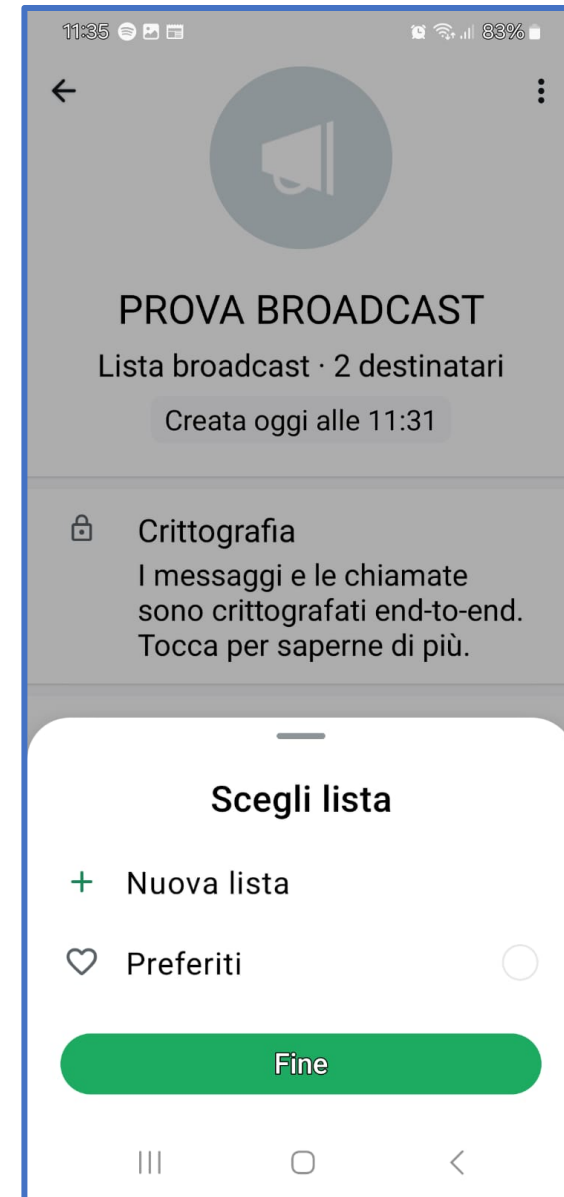 11:35 83%
PROVA BROADCAST
Lista broadcast · 2 destinatari
Creata oggi alle 11:31
Crittografia
I messaggi e le chiamate
sono crittografati end-to-end.
Tocca per saperne di più.
Scegli lista
Nuova lista
Preferiti
Fine